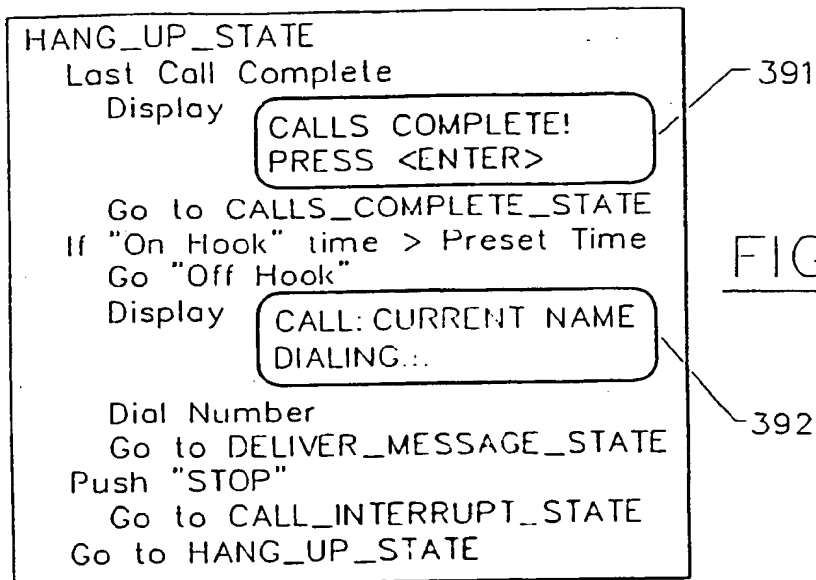 HANG_UP_STATE
Last Call Complete
Display
CALLS COMPLETE!
PRESS <ENTER>
391
Go to CALLS_COMPLETE_STATE
If "On Hook" time > Preset Time
Go "Off Hook"
Display
CALL: CURRENT NAME
DIALING...
392
Dial Number
Go to DELIVER_MESSAGE_STATE
Push "STOP"
Go to CALL_INTERRUPT_STATE
Go to HANG_UP_STATE
FIG